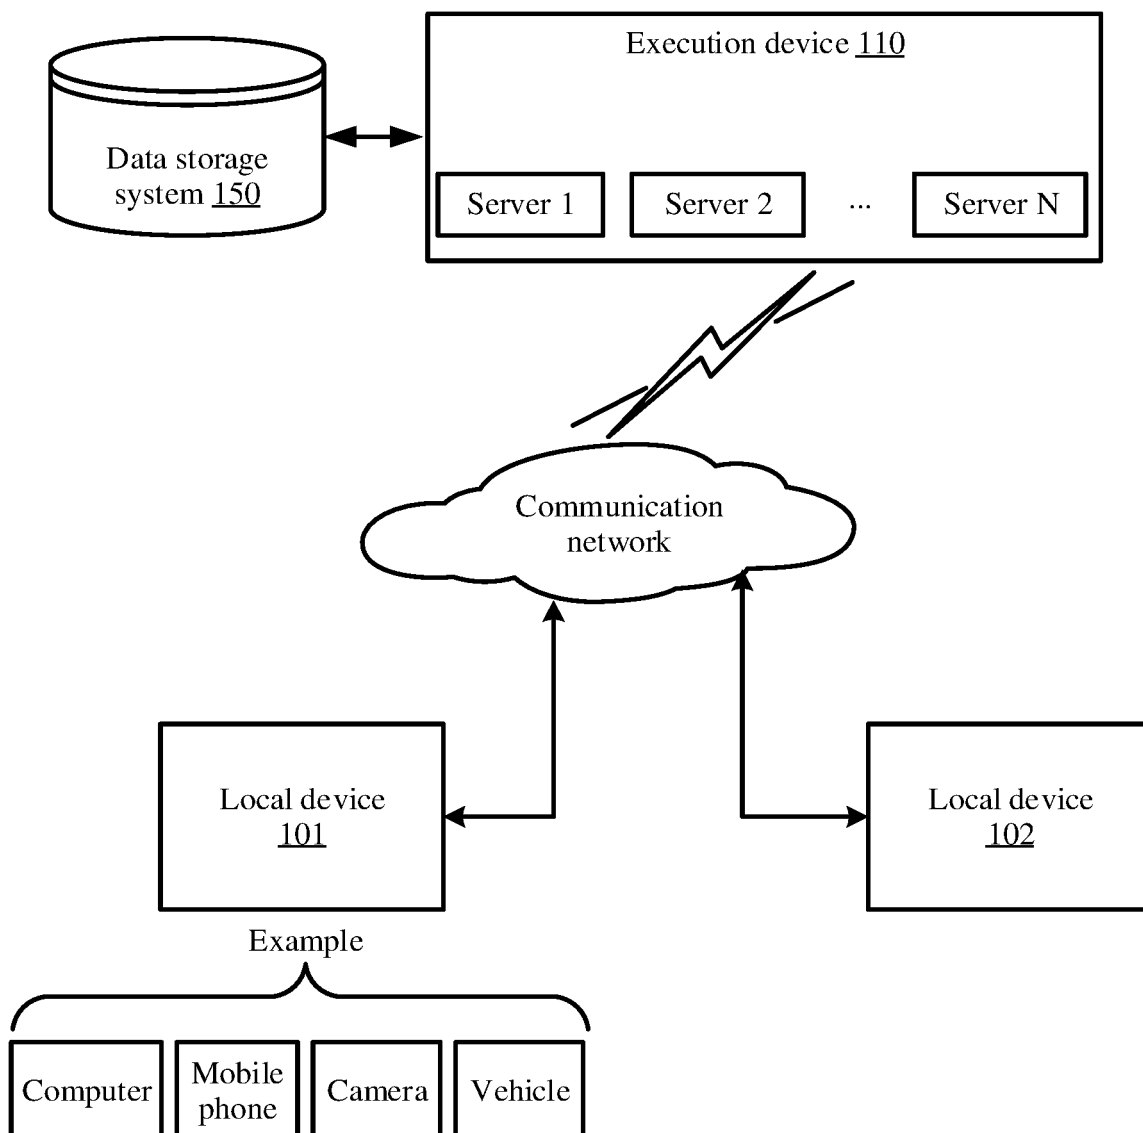 Execution device 110
Data storage
system 150
Server 1
Server 2
...
Server N
Communication
network
Local device
101
Local device
102
Example
Computer
Mobile
phone
Camera
Vehicle